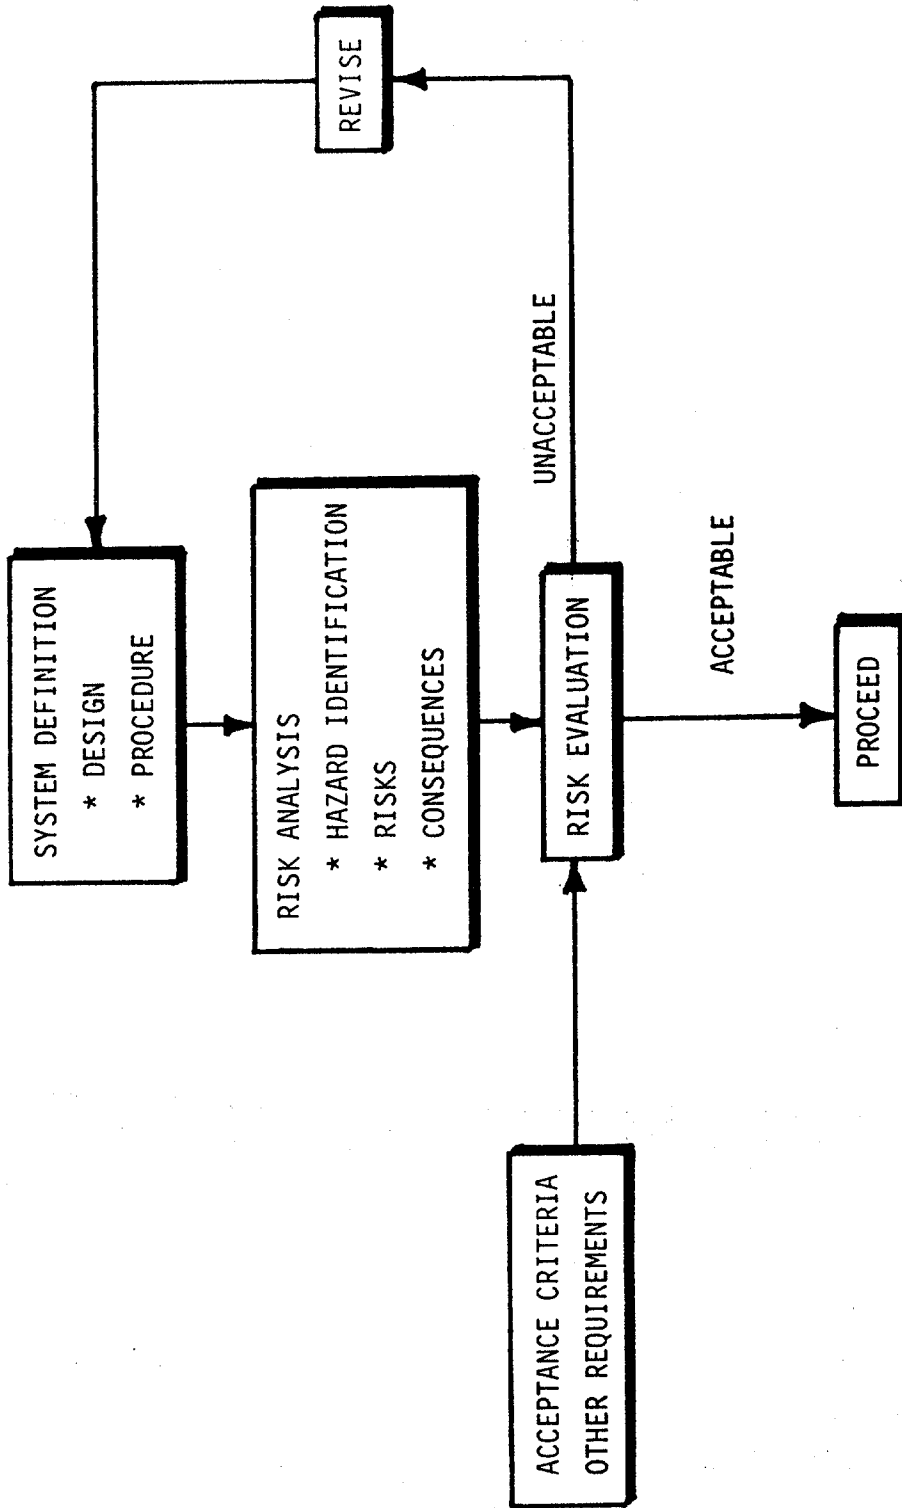 SYSTEM DEFINITION
* DESIGN
* PROCEDURE
RISK ANALYSIS
* HAZARD IDENTIFICATION
* RISKS
* CONSEQUENCES
ACCEPTANCE CRITERIA
OTHER REQUIREMENTS
RISK EVALUATION
UNACCEPTABLE
REVISE
ACCEPTABLE
PROCEED